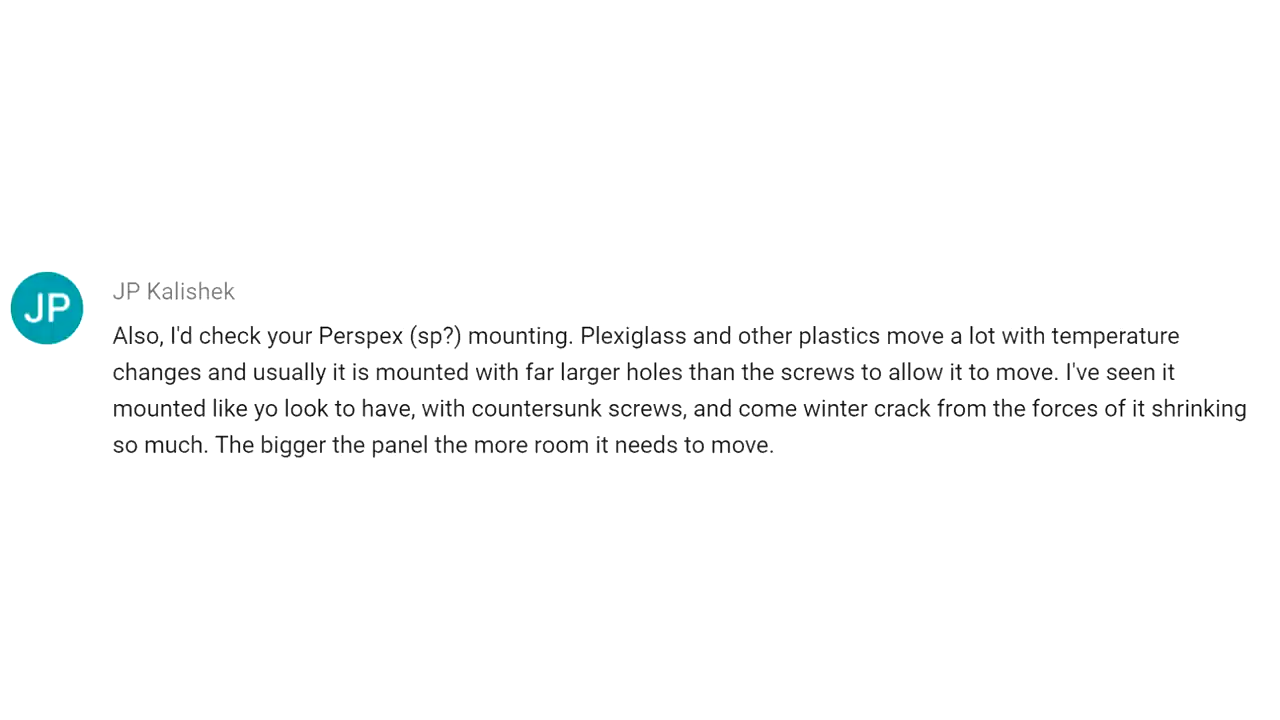 JP
JP Kalishek
Also, I'd check your Perspex (sp?) mounting. Plexiglass and other plastics move a lot with temperature
changes and usually it is mounted with far larger holes than the screws to allow it to move. I've seen it
mounted like yo look to have, with countersunk screws, and come winter crack from the forces of it shrinking
so much. The bigger the panel the more room it needs to move.